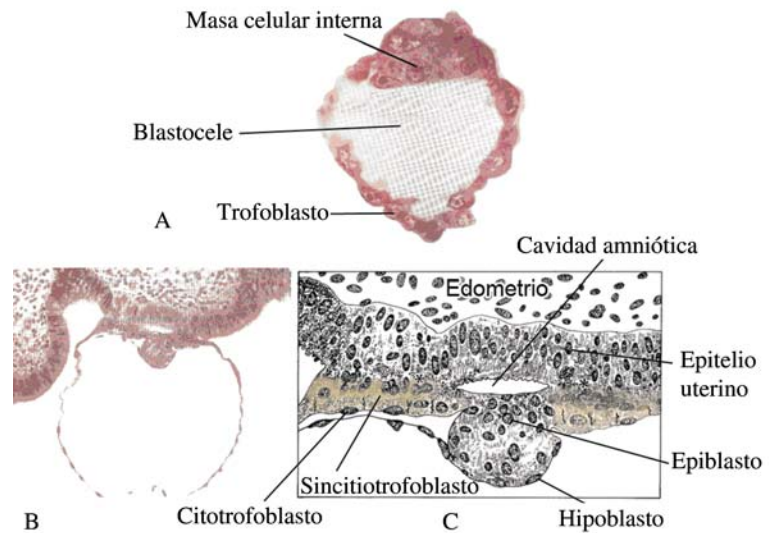 Masa celular interna
Blastocele
Trofoblasto
A
Cavidad amniótica
Edometrio
Epitelio
uterino
Epiblasto
Sincitiotrofoblasto
Citotrofoblasto
Hipoblasto
B
C